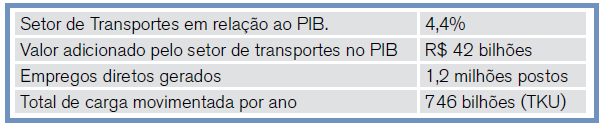 Setor de Transportes em relação ao PIB. 4,4%
Valor adicionado pelo setor de transportes no PIB R$ 42 bilhões
Empregos diretos gerados 1,2 milhões postos
Total de carga movimentada por ano 746 bilhões (TKU)